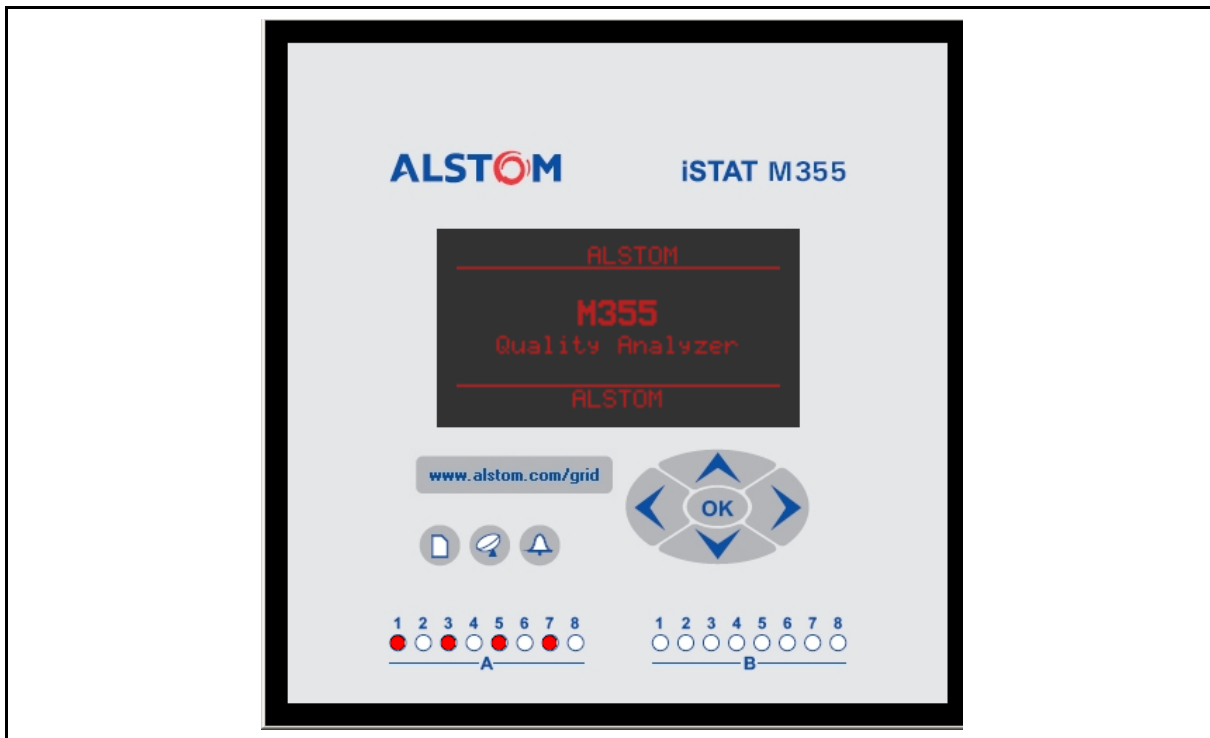 ALSTOM
iSTAT M355
ALSTOM
M355
Quality Analyzer
ALSTOM
www.alstom.com/grid
OK
1 2 3 4 5 6 7 8
A
1 2 3 4 5 6 7 8
B